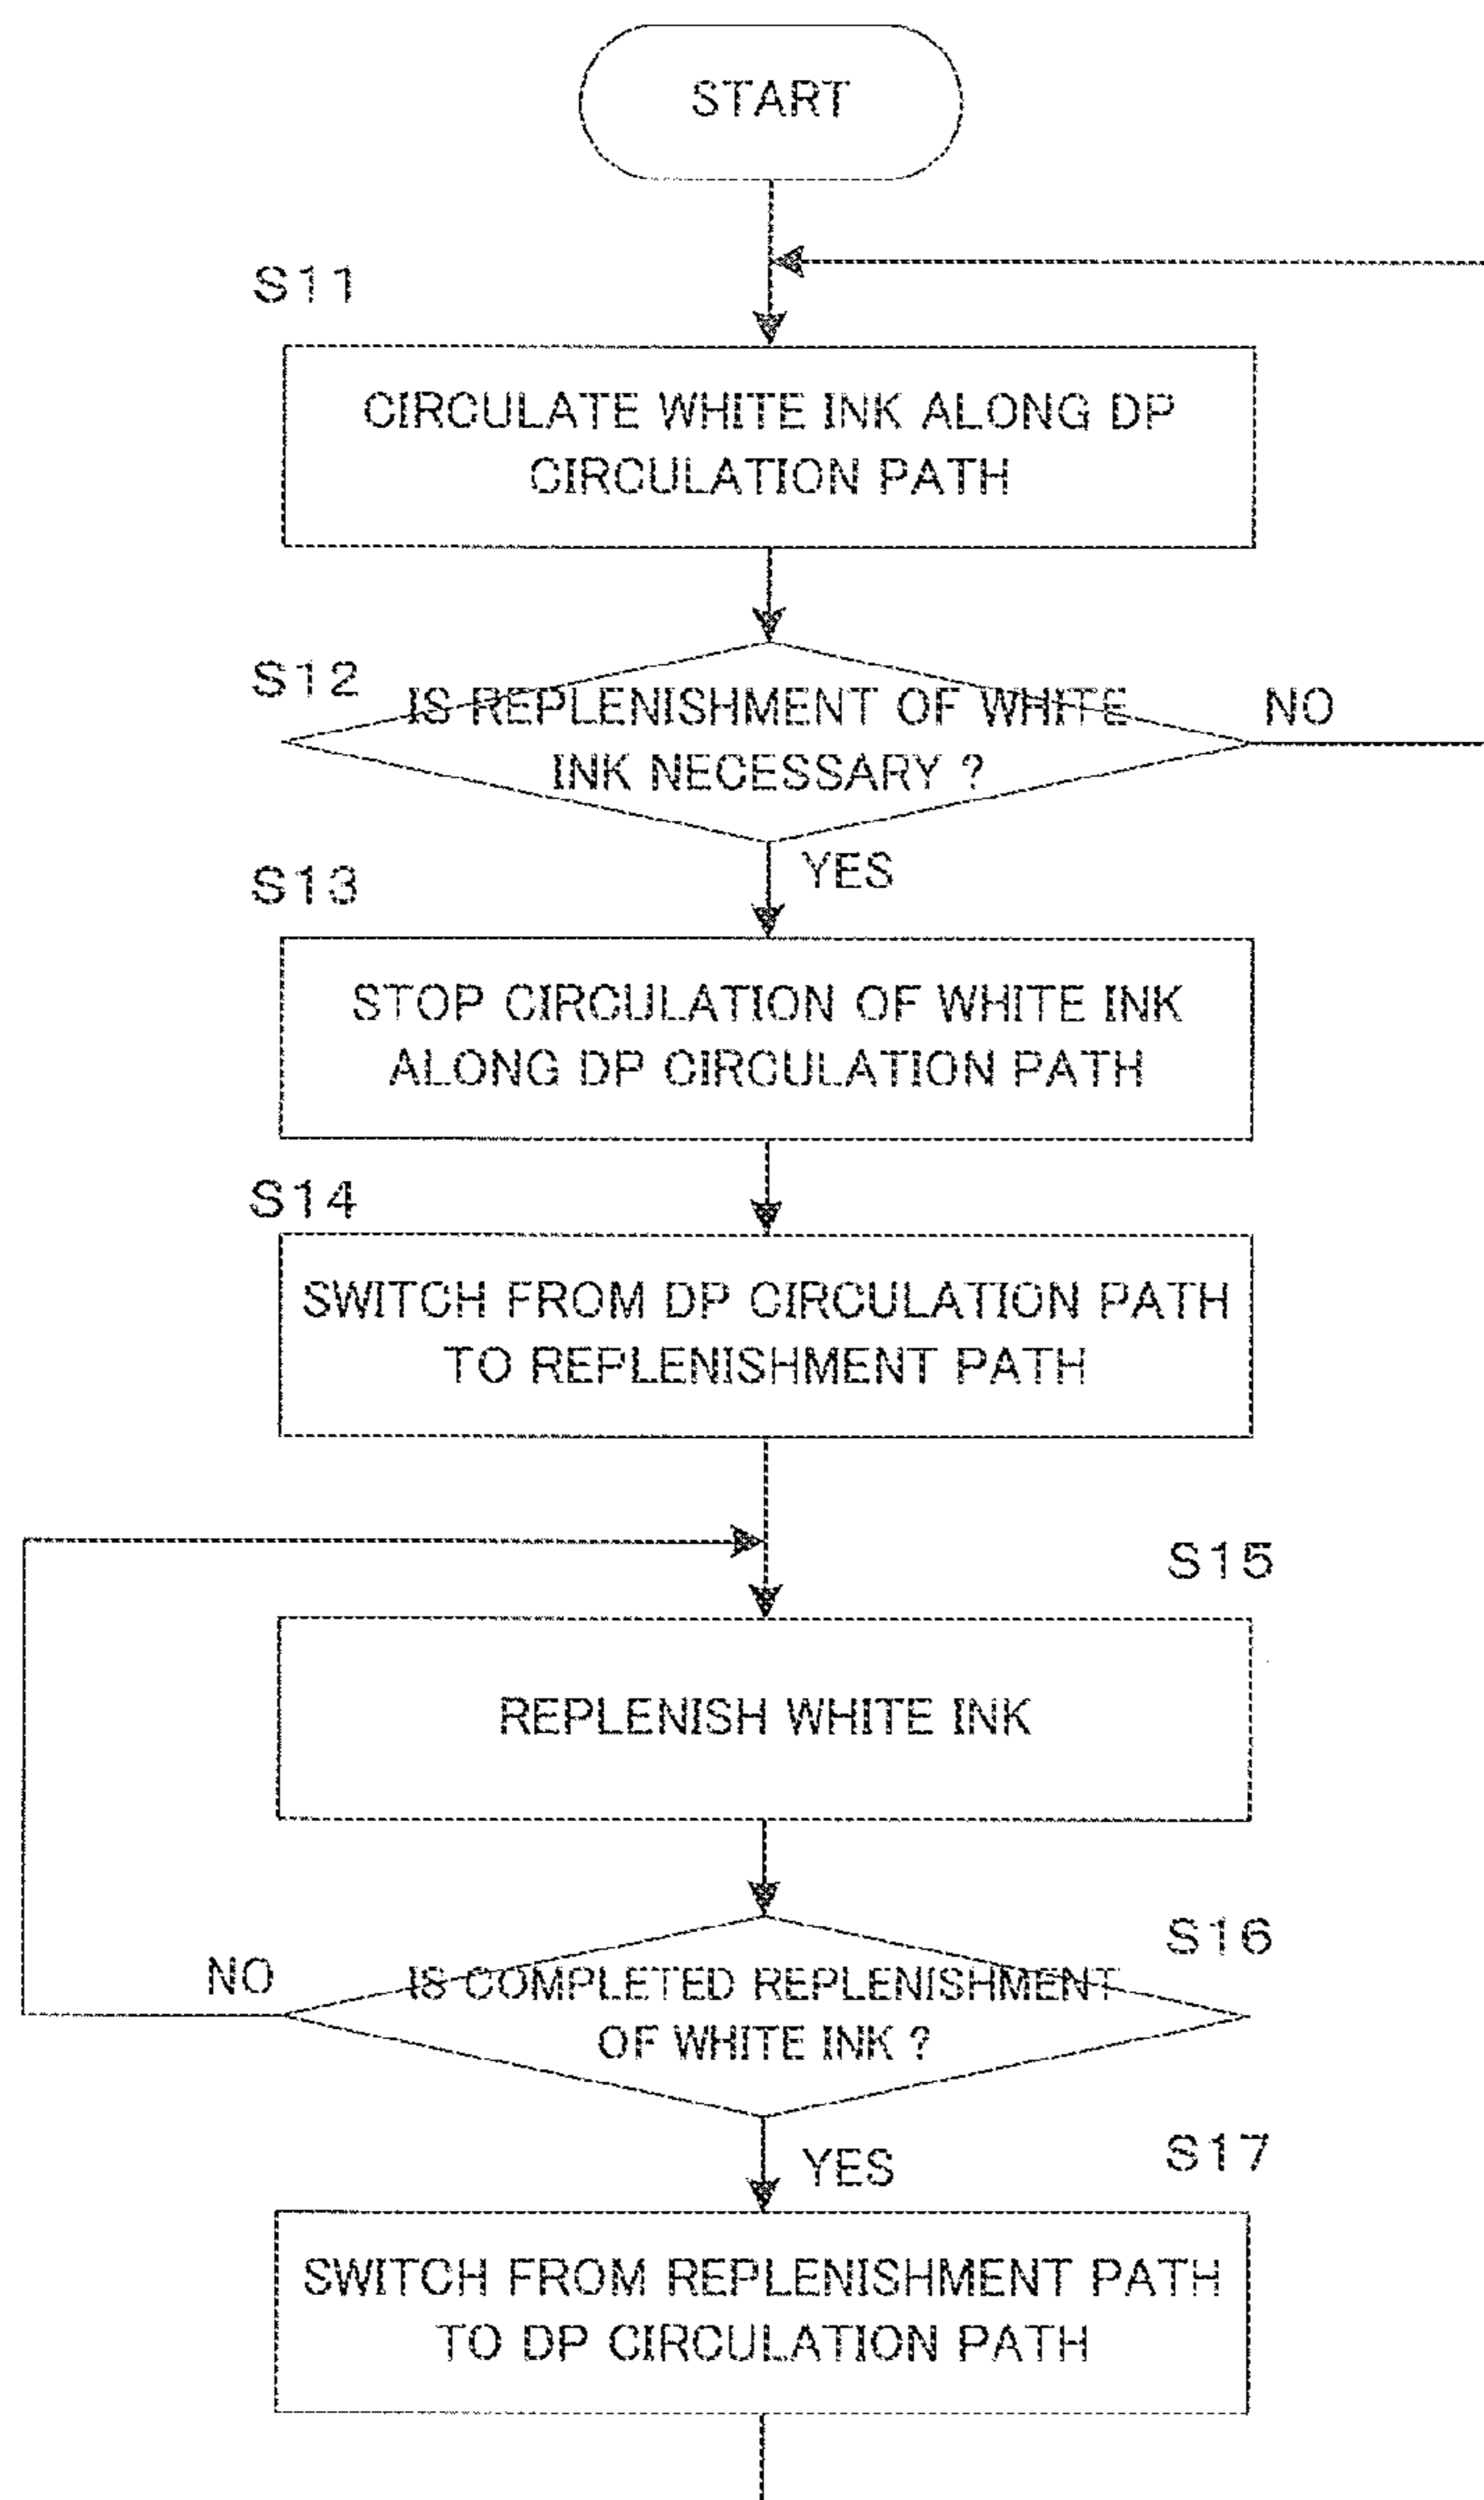 START
S11
CIRCULATE WHITE INK ALONG DP
CIRCULATION PATH
S12
IS REPLENISHMENT OF WHITE
INK NECESSARY ?
NO
YES
S13
STOP CIRCULATION OF WHITE INK
ALONG DP CIRCULATION PATH
S14
SWITCH FROM DP CIRCULATION PATH
TO REPLENISHMENT PATH
S15
REPLENISH WHITE INK
S16
NO
IS COMPLETED REPLENISHMENT
OF WHITE INK ?
YES
S17
SWITCH FROM REPLENISHMENT PATH
TO DP CIRCULATION PATH